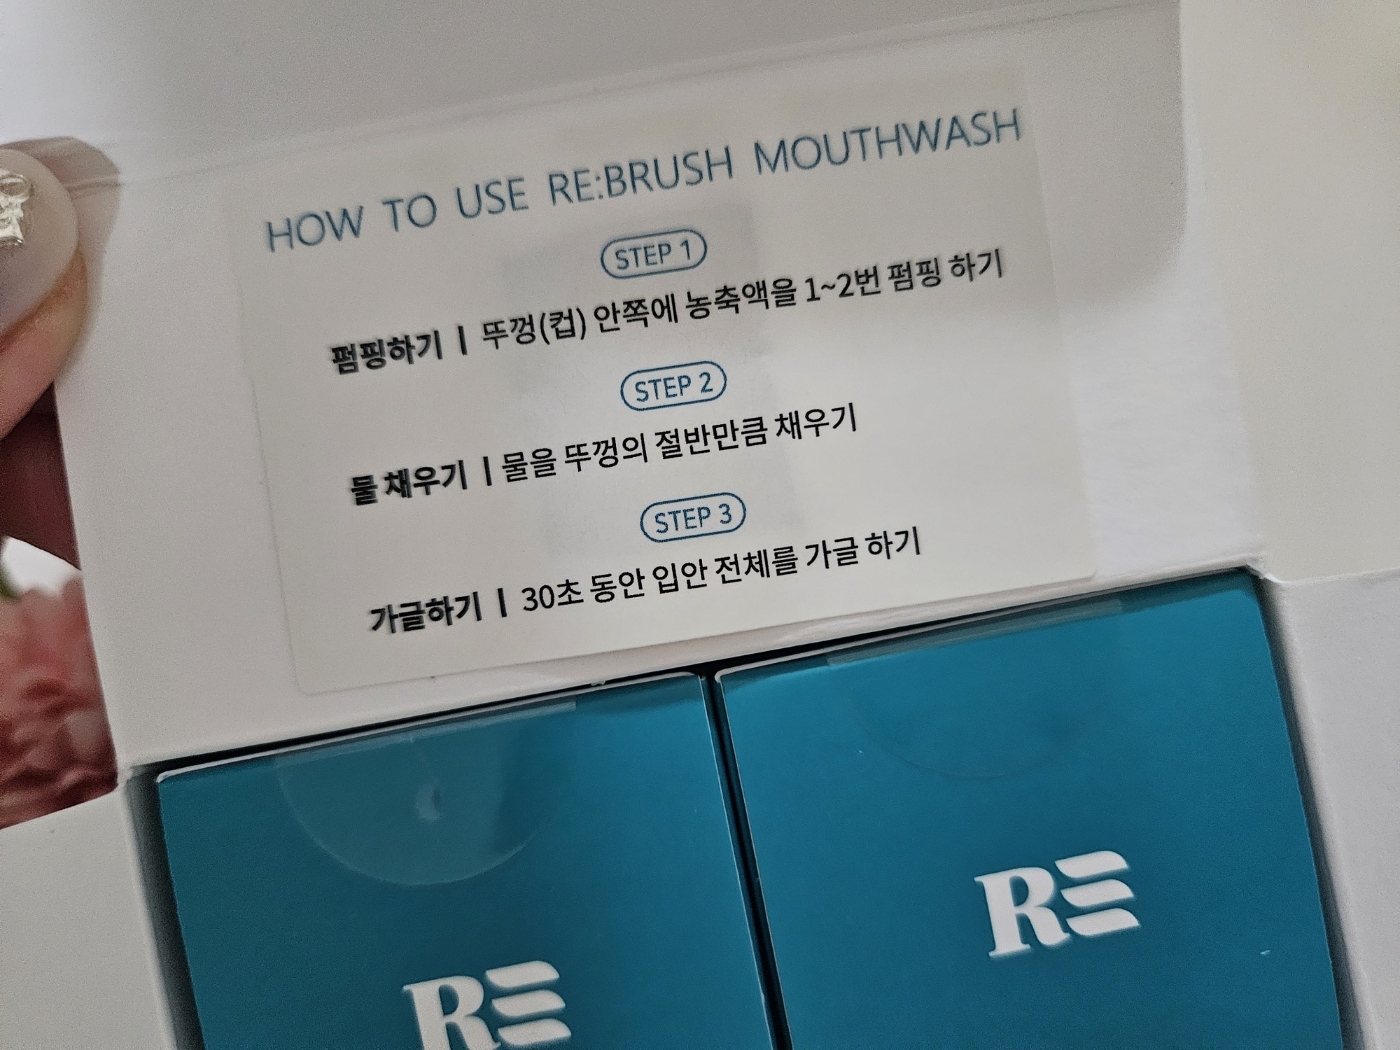 HOW TO USE RE:BRUSH MOUTHWASH
STEP 1
펌핑하기 | 뚜껑(컵) 안쪽에 농축액을 1~2번 펌핑 하기
STEP 2
물 채우기 | 물을 뚜껑의 절반만큼 채우기
STEP 3
가글하기 | 30초 동안 입안 전체를 가글 하기
RE
RE